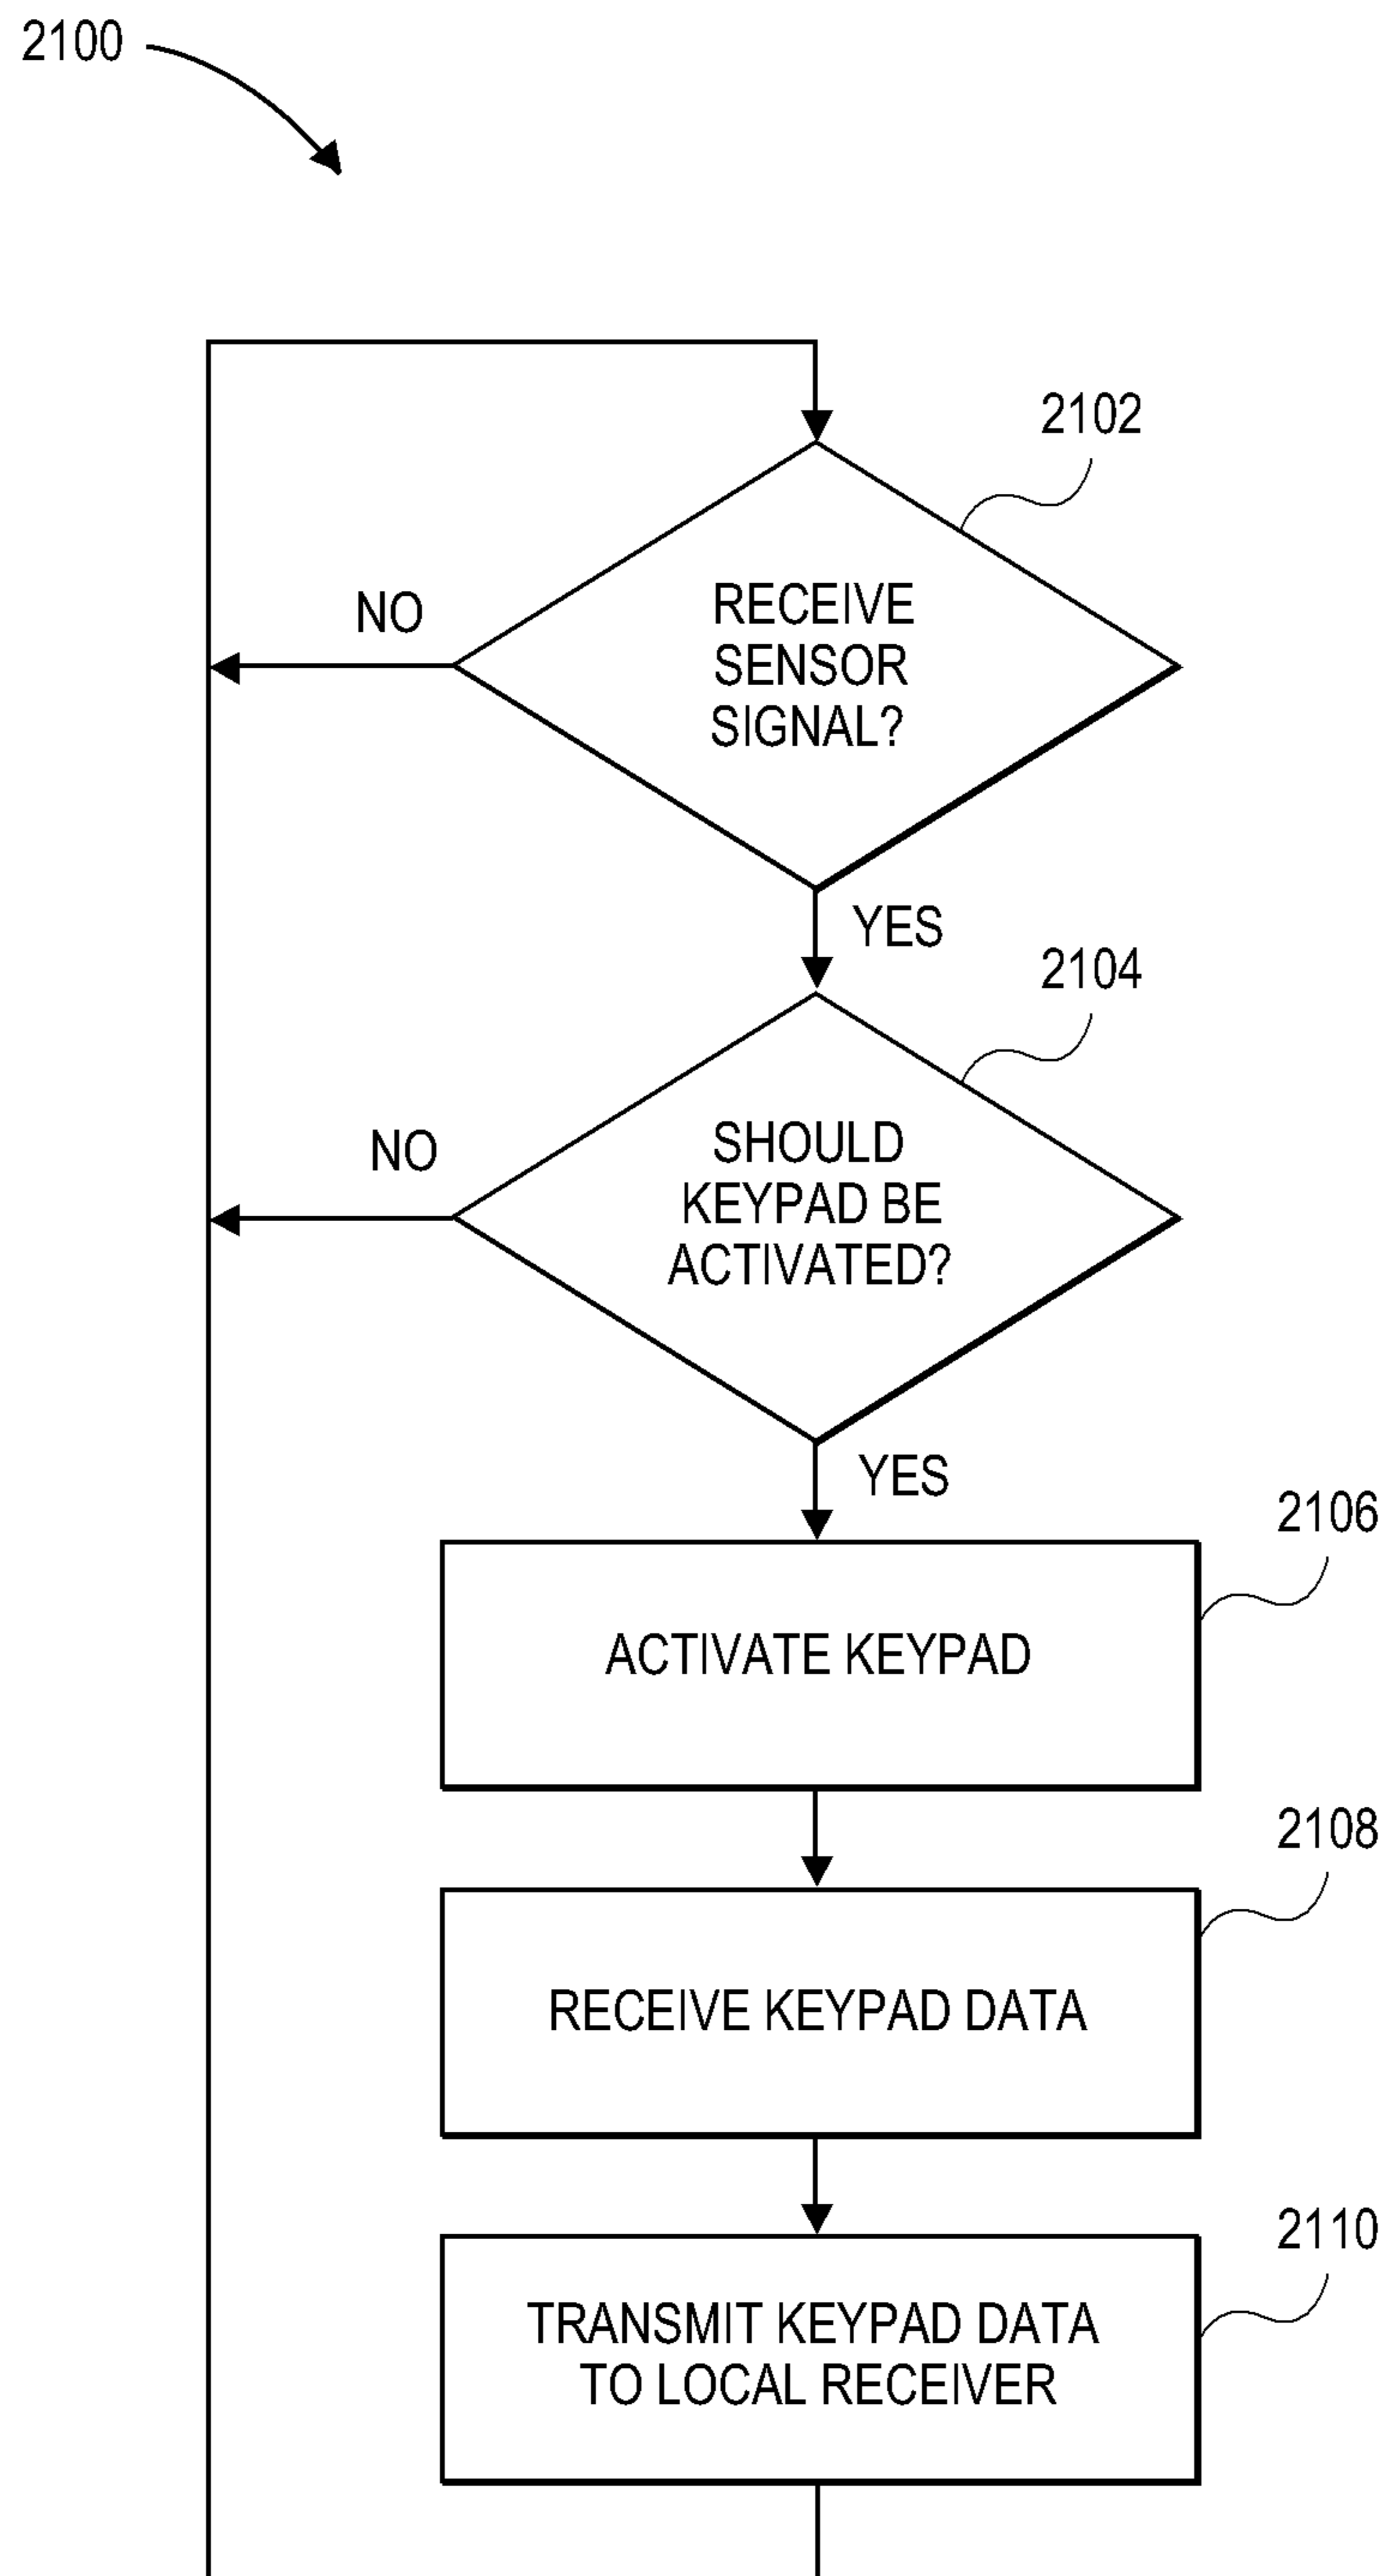 2100
2102
RECEIVE
SENSOR
SIGNAL?
NO
YES
2104
SHOULD
KEYPAD BE
ACTIVATED?
NO
YES
2106
ACTIVATE KEYPAD
2108
RECEIVE KEYPAD DATA
2110
TRANSMIT KEYPAD DATA
TO LOCAL RECEIVER